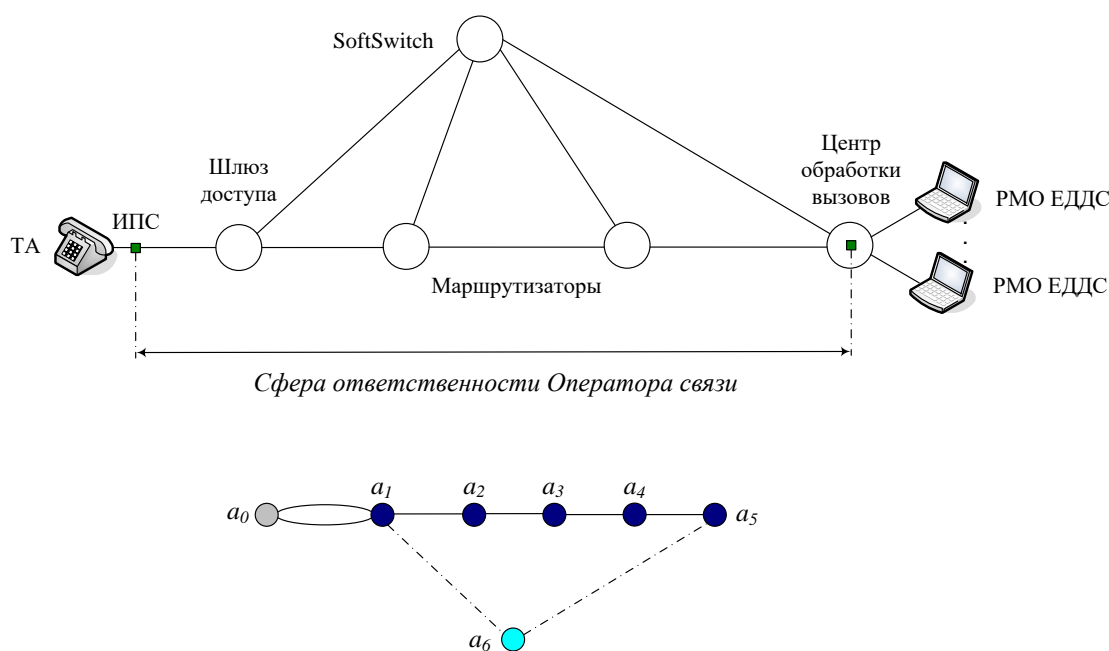 SoftSwitch
Шлюз
доступа
Центр
обработки
вызовов
ТА
ИПС
РМО ЕДДС
РМО ЕДДС
Маршрутизаторы
Сфера ответственности Оператора связи
a0
a1
a2
a3
a4
a5
a6